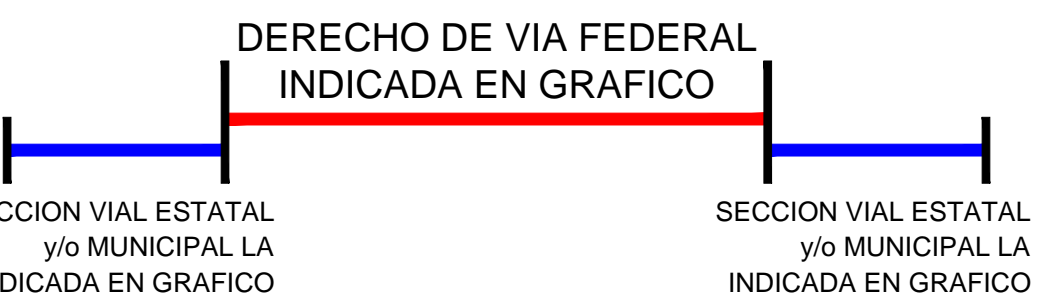 DERECHO DE VIA FEDERAL
INDICADA EN GRAFICO
CCION VIAL ESTATAL
y/o MUNICIPAL LA
DICADA EN GRAFICO
SECCION VIAL ESTATAL
y/o MUNICIPAL LA
INDICADA EN GRAFICO